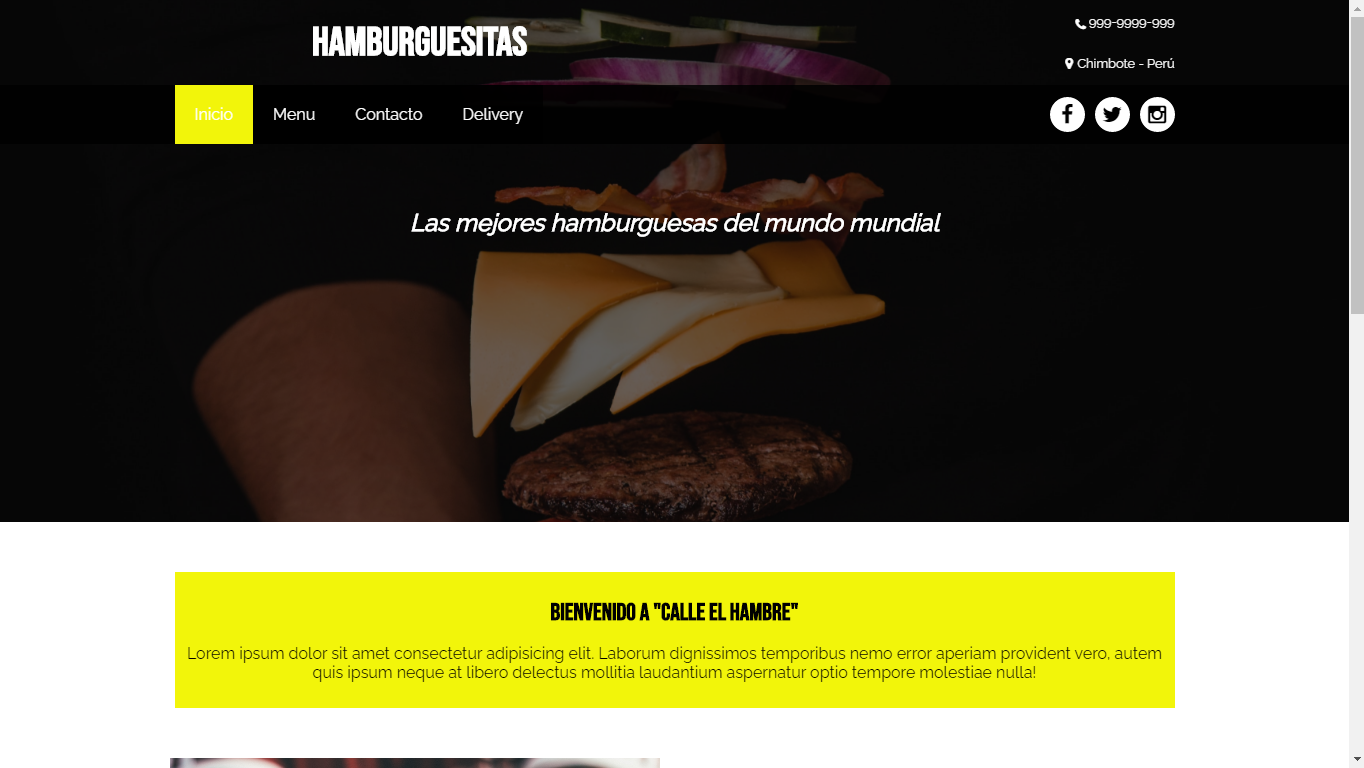 HAMBURGUESITAS
999-9999-999
Chimbote - Perú
Inicio Menu Contacto Delivery
Las mejores hamburguesas del mundo mundial
BIENVENIDO A "CALLE EL HAMBRE"
Lorem ipsum dolor sit amet consectetur adipisicing elit. Laborum dignissimos temporibus nemo error aperiam provident vero, autem
quis ipsum neque at libero delectus mollitia laudantium aspernatur optio tempore molestiae nulla!